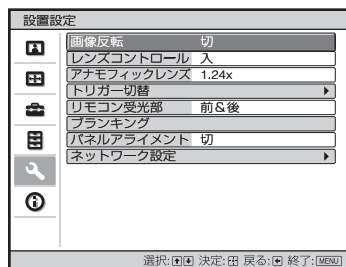 設置設定
画像反転 切
レンズコントロール 入
アナモフィックレンズ 1.24x
トリガー切替
リモコン受光部 前&後
ブランキング
パネルアライメント 切
ネットワーク設定
選択: 決定: 戻る: 終了: MENU